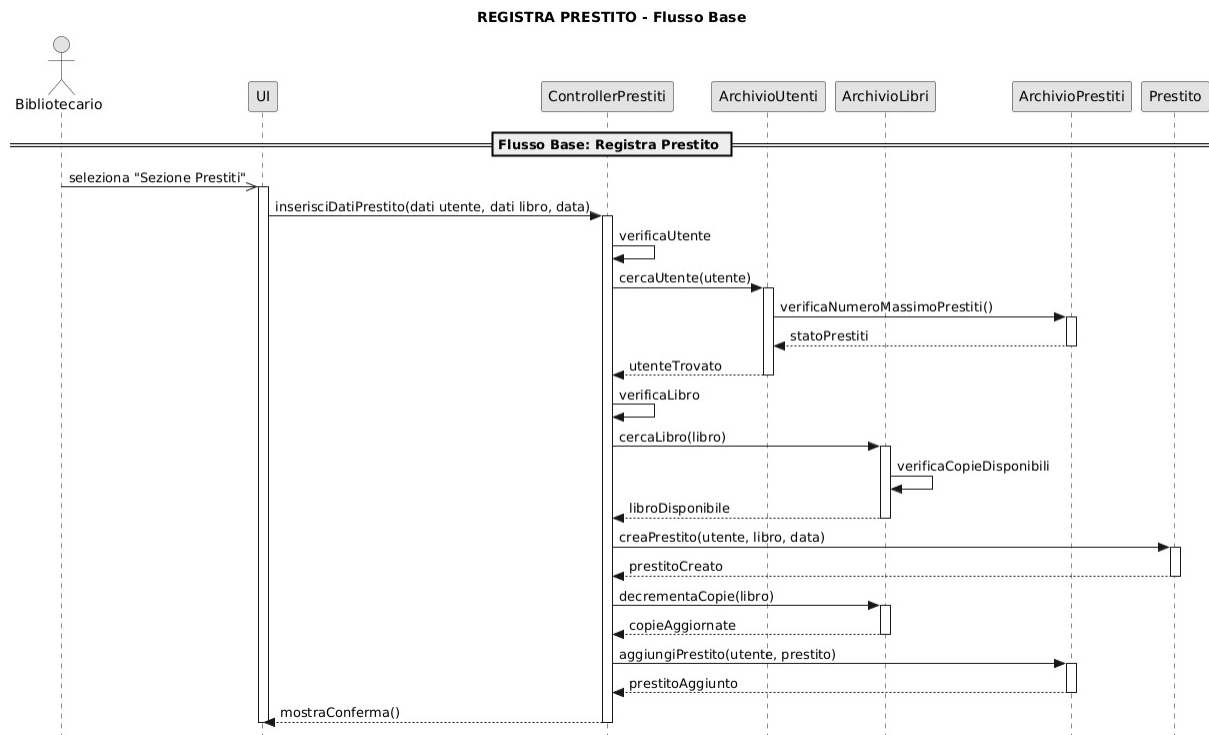 REGISTRA PRESTITO - Flusso Base
Bibliotecario
UI
ControllerPrestiti
ArchivioUtenti
ArchivioLibri
ArchivioPrestiti
Prestito
Flusso Base: Registra Prestito
seleziona "Sezione Prestiti"
inserisciDatiPrestito(dati utente, dati libro, data)
verificaUtente
cercaUtente(utente)
verificaNumeroMassimoPrestiti()
statoPrestiti
utenteTrovato
verificaLibro
cercaLibro(libro)
verificaCopieDisponibili
libroDisponibile
creaPrestito(utente, libro, data)
prestitoCreato
decrementaCopie(libro)
copieAggiornate
aggiungiPrestito(utente, prestito)
prestitoAggiunto
mostraConferma()